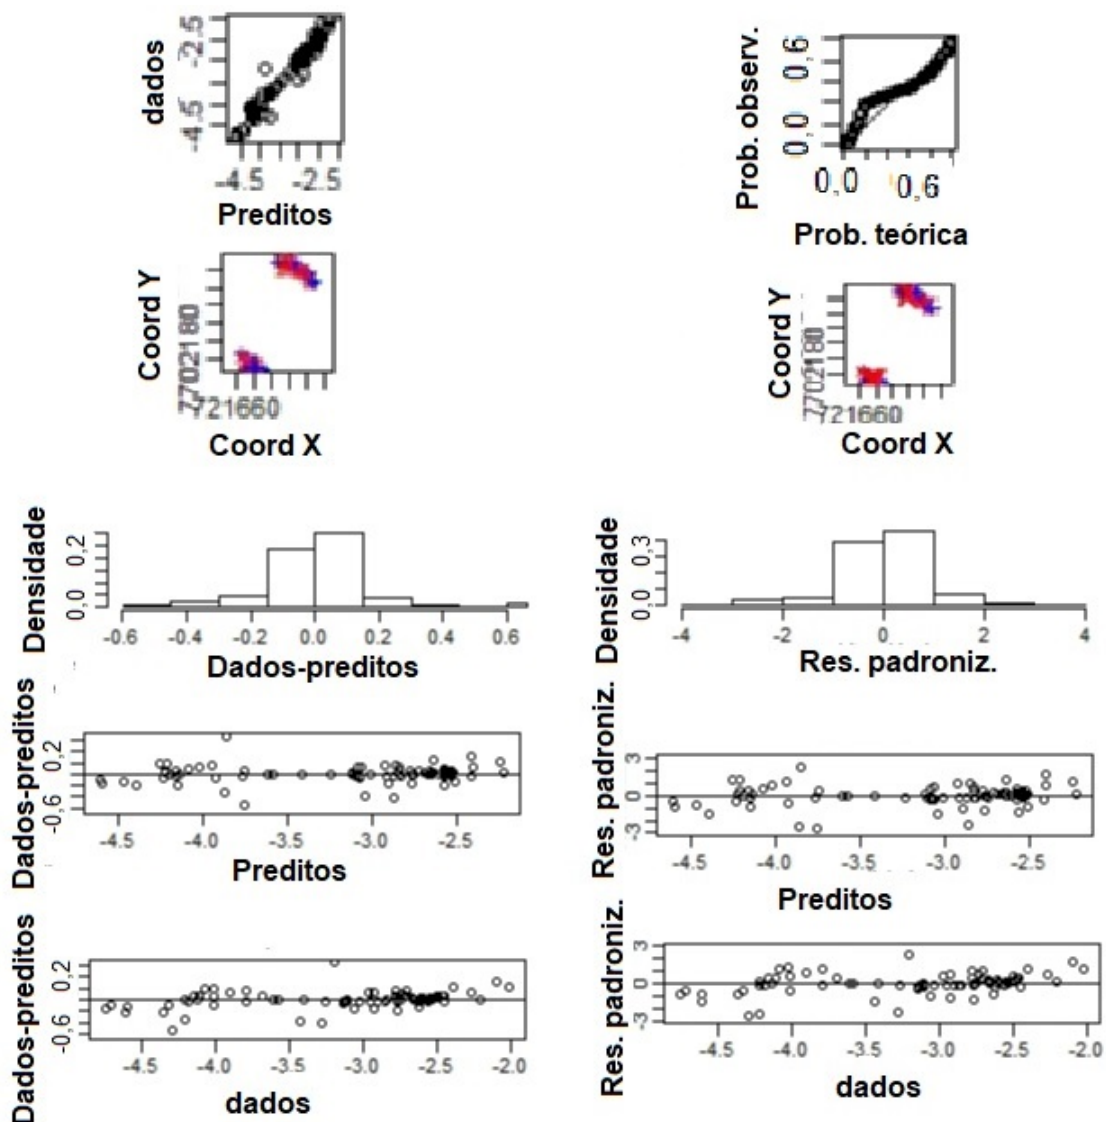 dados
-2.5
-4.5
-4.5 -2.5
Preditos
Prob. observ.
0,6
0,0
0,0 0,6
Prob. teórica
Coord Y
7702180
721660
Coord X
Coord Y
7702180
721660
Coord X
Densidade
0,2
0,0
-0.6 -0.4 -0.2 0.0 0.2 0.4 0.6
Dados-preditos
Densidade
0,3
0,0
-4 -2 0 2 4
Res. padroniz.
Dados-preditos
0,2
-0,6
-4.5 -4.0 -3.5 -3.0 -2.5
Preditos
Res. padroniz.
3
0
-3
-4.5 -4.0 -3.5 -3.0 -2.5
Preditos
Dados-preditos
0,2
-0,6
-4.5 -4.0 -3.5 -3.0 -2.5 -2.0
dados
Res. padroniz.
3
0
-3
-4.5 -4.0 -3.5 -3.0 -2.5 -2.0
dados